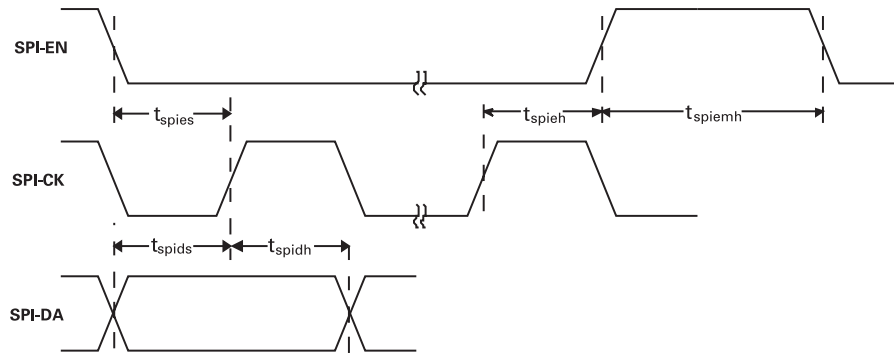 SPI-EN
tspies
tspieh
tspiemh
SPI-CK
tspids
tspidh
SPI-DA